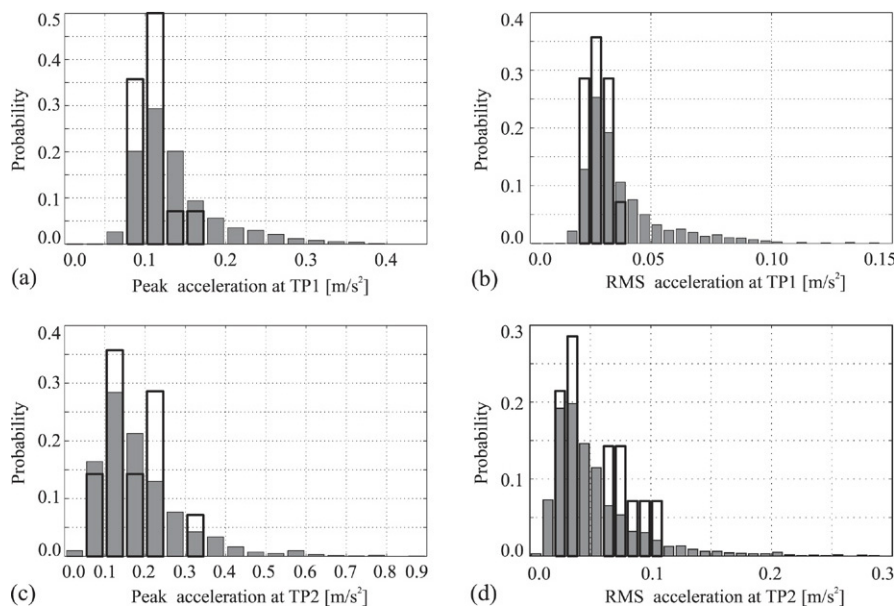 0.5
0.4
0.3
0.2
0.1
0.0
Probability
0.0 0.1 0.2 0.3 0.4
(a) Peak acceleration at TP1 [m/s²]
0.4
0.3
0.2
0.1
0.0
Probability
0.0 0.05 0.10 0.15
(b) RMS acceleration at TP1 [m/s²]
0.4
0.3
0.2
0.1
0.0
Probability
0.0 0.1 0.2 0.3 0.4 0.5 0.6 0.7 0.8 0.9
(c) Peak acceleration at TP2 [m/s²]
0.3
0.2
0.1
0.0
Probability
0.0 0.1 0.2 0.3
(d) RMS acceleration at TP2 [m/s²]